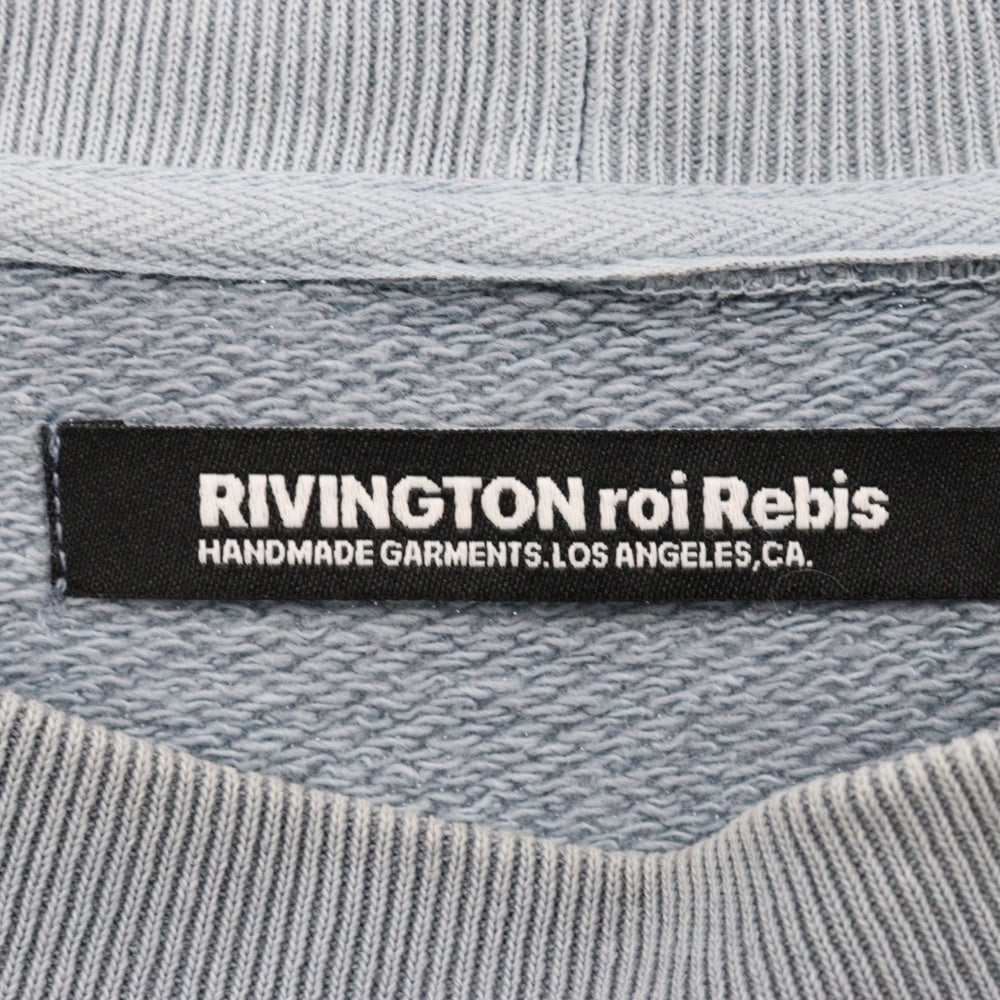 RIVINGTON roi Rebis
HANDMADE GARMENTS.LOS ANGELES,CA.